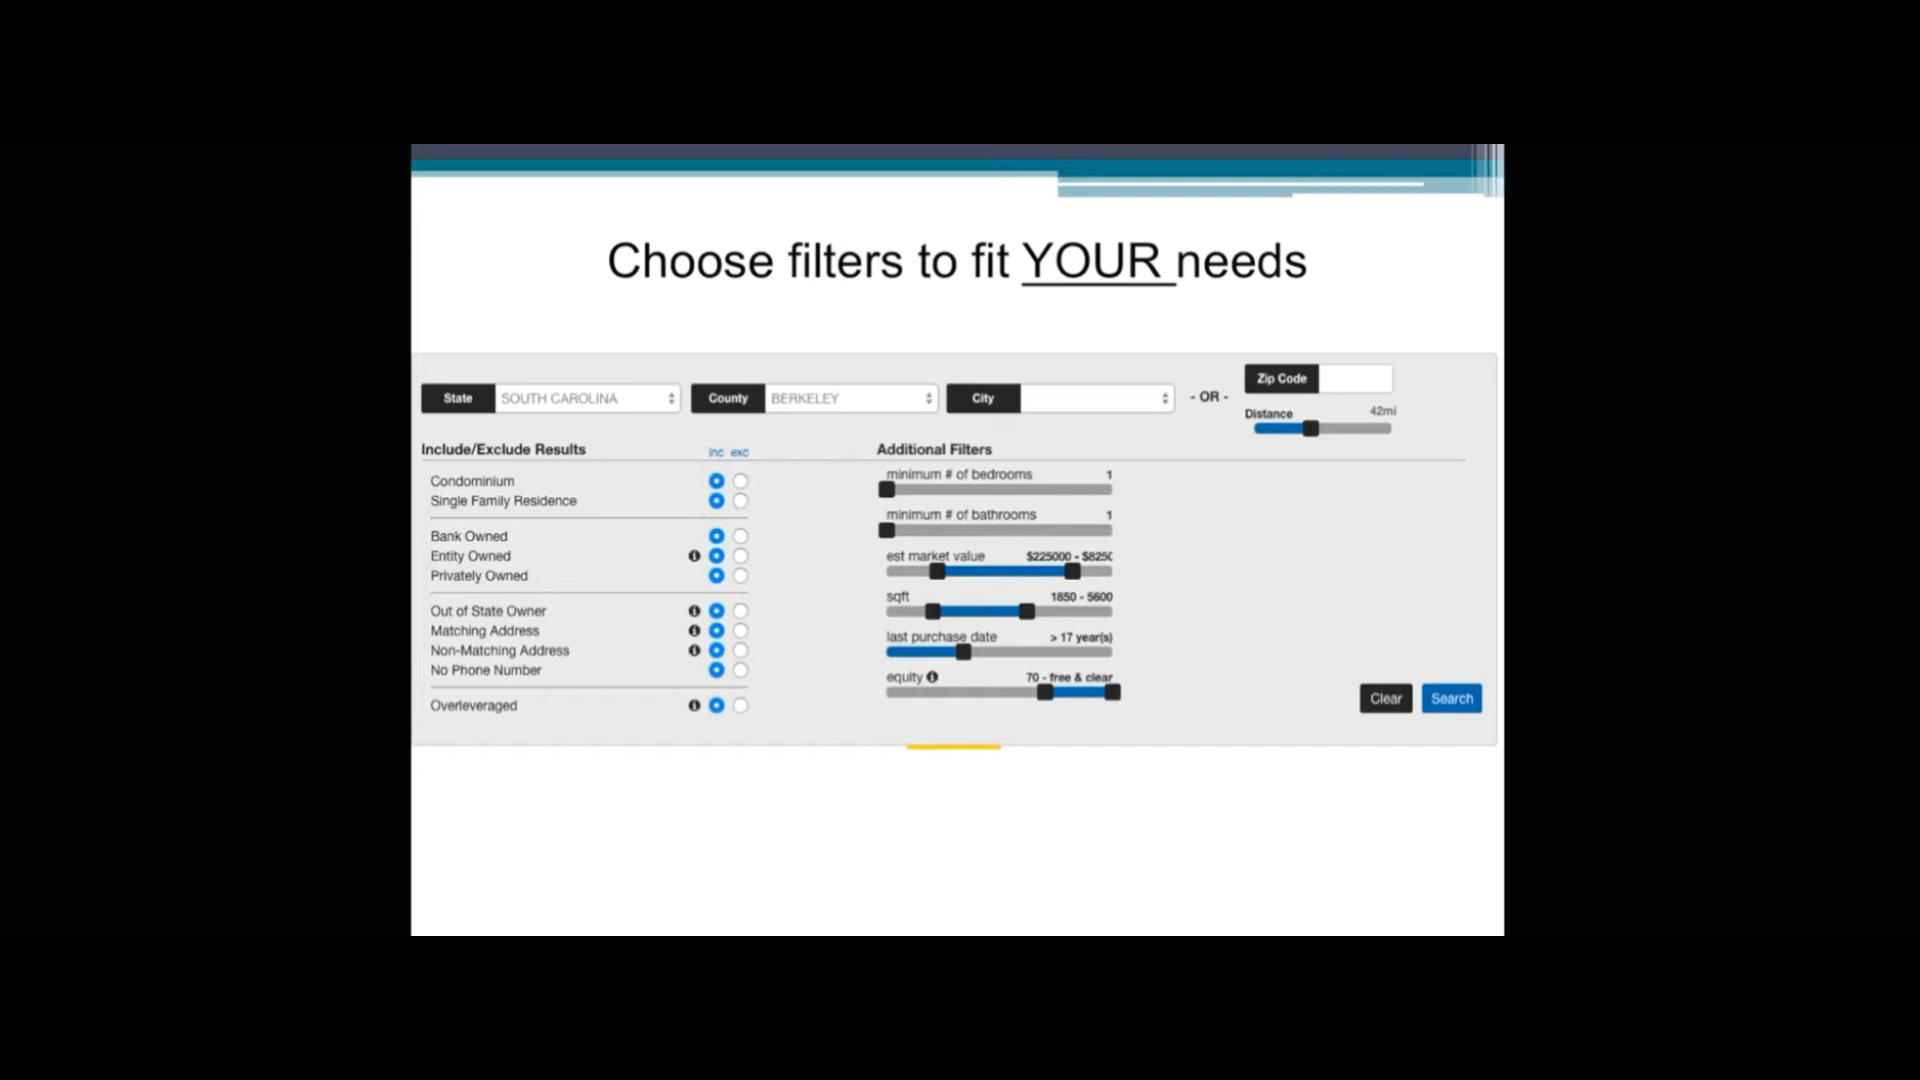 Choose filters to fit YOUR needs
State SOUTH CAROLINA County BERKELEY City - OR - Zip Code
Distance 42mi
Include/Exclude Results inc exc
Condominium
Single Family Residence
Bank Owned
Entity Owned
Privately Owned
Out of State Owner
Matching Address
Non-Matching Address
No Phone Number
Overleveraged
Additional Filters
minimum # of bedrooms 1
minimum # of bathrooms 1
est market value $225000 - $825
sqft 1850 - 5600
last purchase date > 17 year(s)
equity 70 - free & clear
Clear Search